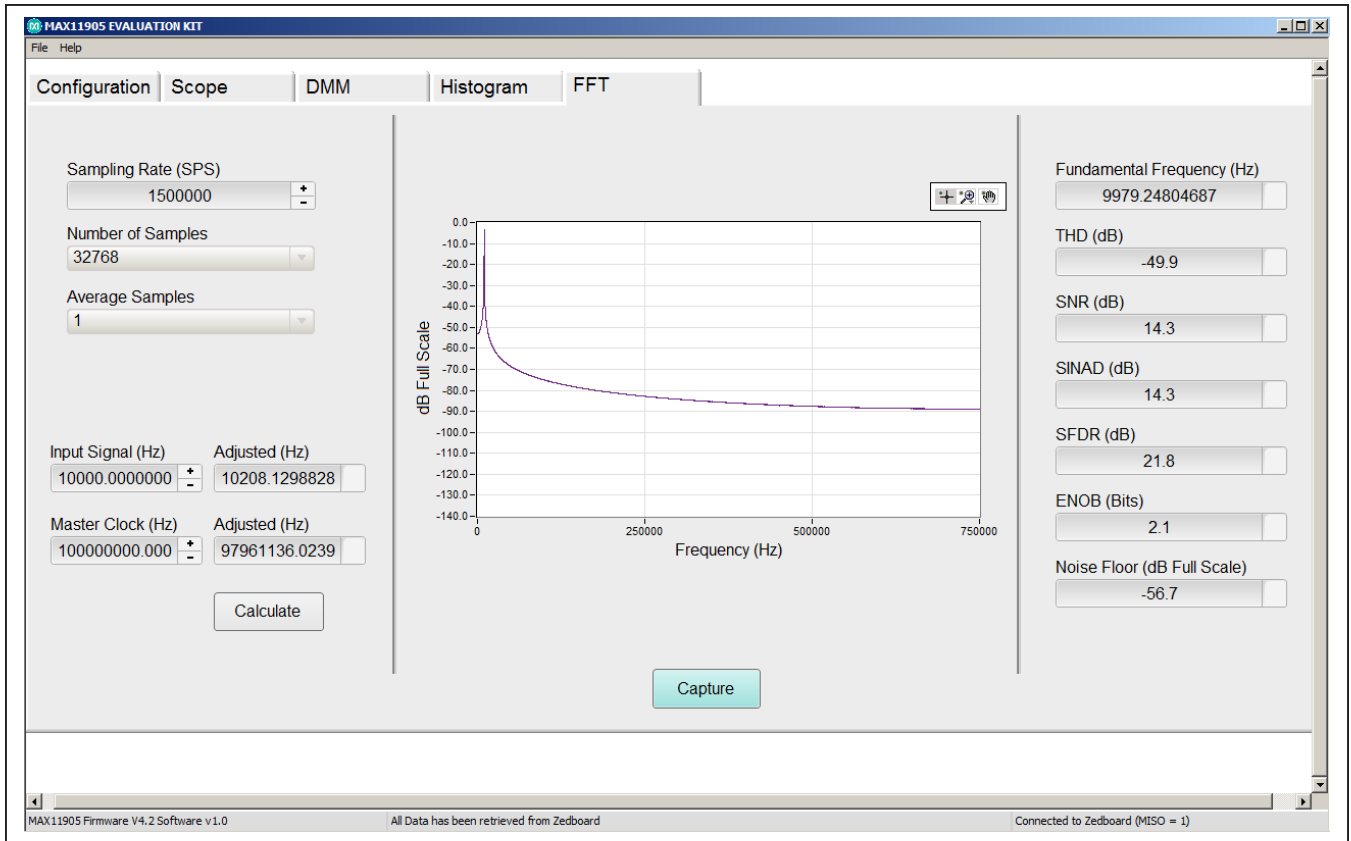 MAX11905 EVALUATION KIT
File Help
Configuration Scope DMM Histogram FFT
Sampling Rate (SPS)
1500000
Number of Samples
32768
Average Samples
1
Input Signal (Hz) Adjusted (Hz)
10000.0000000 10208.1298828
Master Clock (Hz) Adjusted (Hz)
100000000.000 97961136.0239
Calculate
0.0
-10.0
-20.0
-30.0
-40.0
-50.0
-60.0
-70.0
-80.0
-90.0
-100.0
-110.0
-120.0
-130.0
-140.0
dB Full Scale
0 250000 500000 750000
Frequency (Hz)
Capture
Fundamental Frequency (Hz)
9979.24804687
THD (dB)
-49.9
SNR (dB)
14.3
SINAD (dB)
14.3
SFDR (dB)
21.8
ENOB (Bits)
2.1
Noise Floor (dB Full Scale)
-56.7
MAX11905 Firmware V4.2 Software v1.0 All Data has been retrieved from Zedboard Connected to Zedboard (MISO = 1)